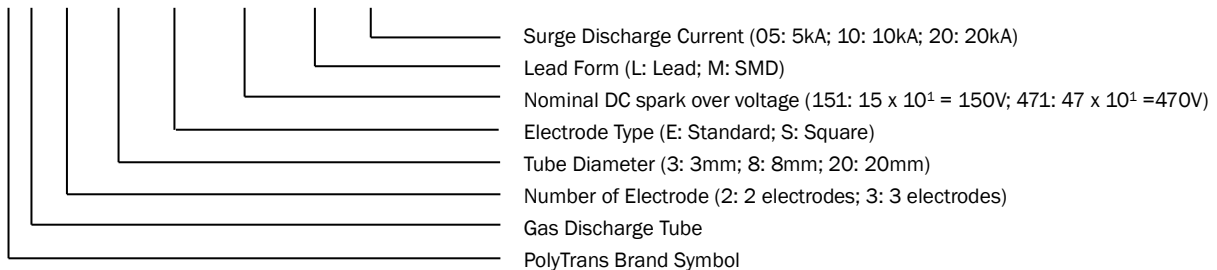 Surge Discharge Current (05: 5kA; 10: 10kA; 20: 20kA)
Lead Form (L: Lead; M: SMD)
Nominal DC spark over voltage (151: 15 x 10¹ = 150V; 471: 47 x 10¹ =470V)
Electrode Type (E: Standard; S: Square)
Tube Diameter (3: 3mm; 8: 8mm; 20: 20mm)
Number of Electrode (2: 2 electrodes; 3: 3 electrodes)
Gas Discharge Tube
PolyTrans Brand Symbol